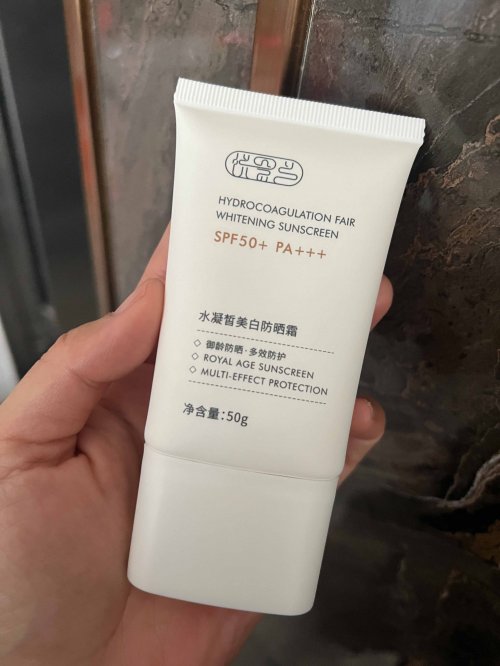 HYDROCOAGULATION FAIR
WHITENING SUNSCREEN
SPF50+ PA+++
水凝皙美白防晒霜
◇ 御龄防晒·多效防护
◇ ROYAL AGE SUNSCREEN
◇ MULTI-EFFECT PROTECTION
净含量:50g